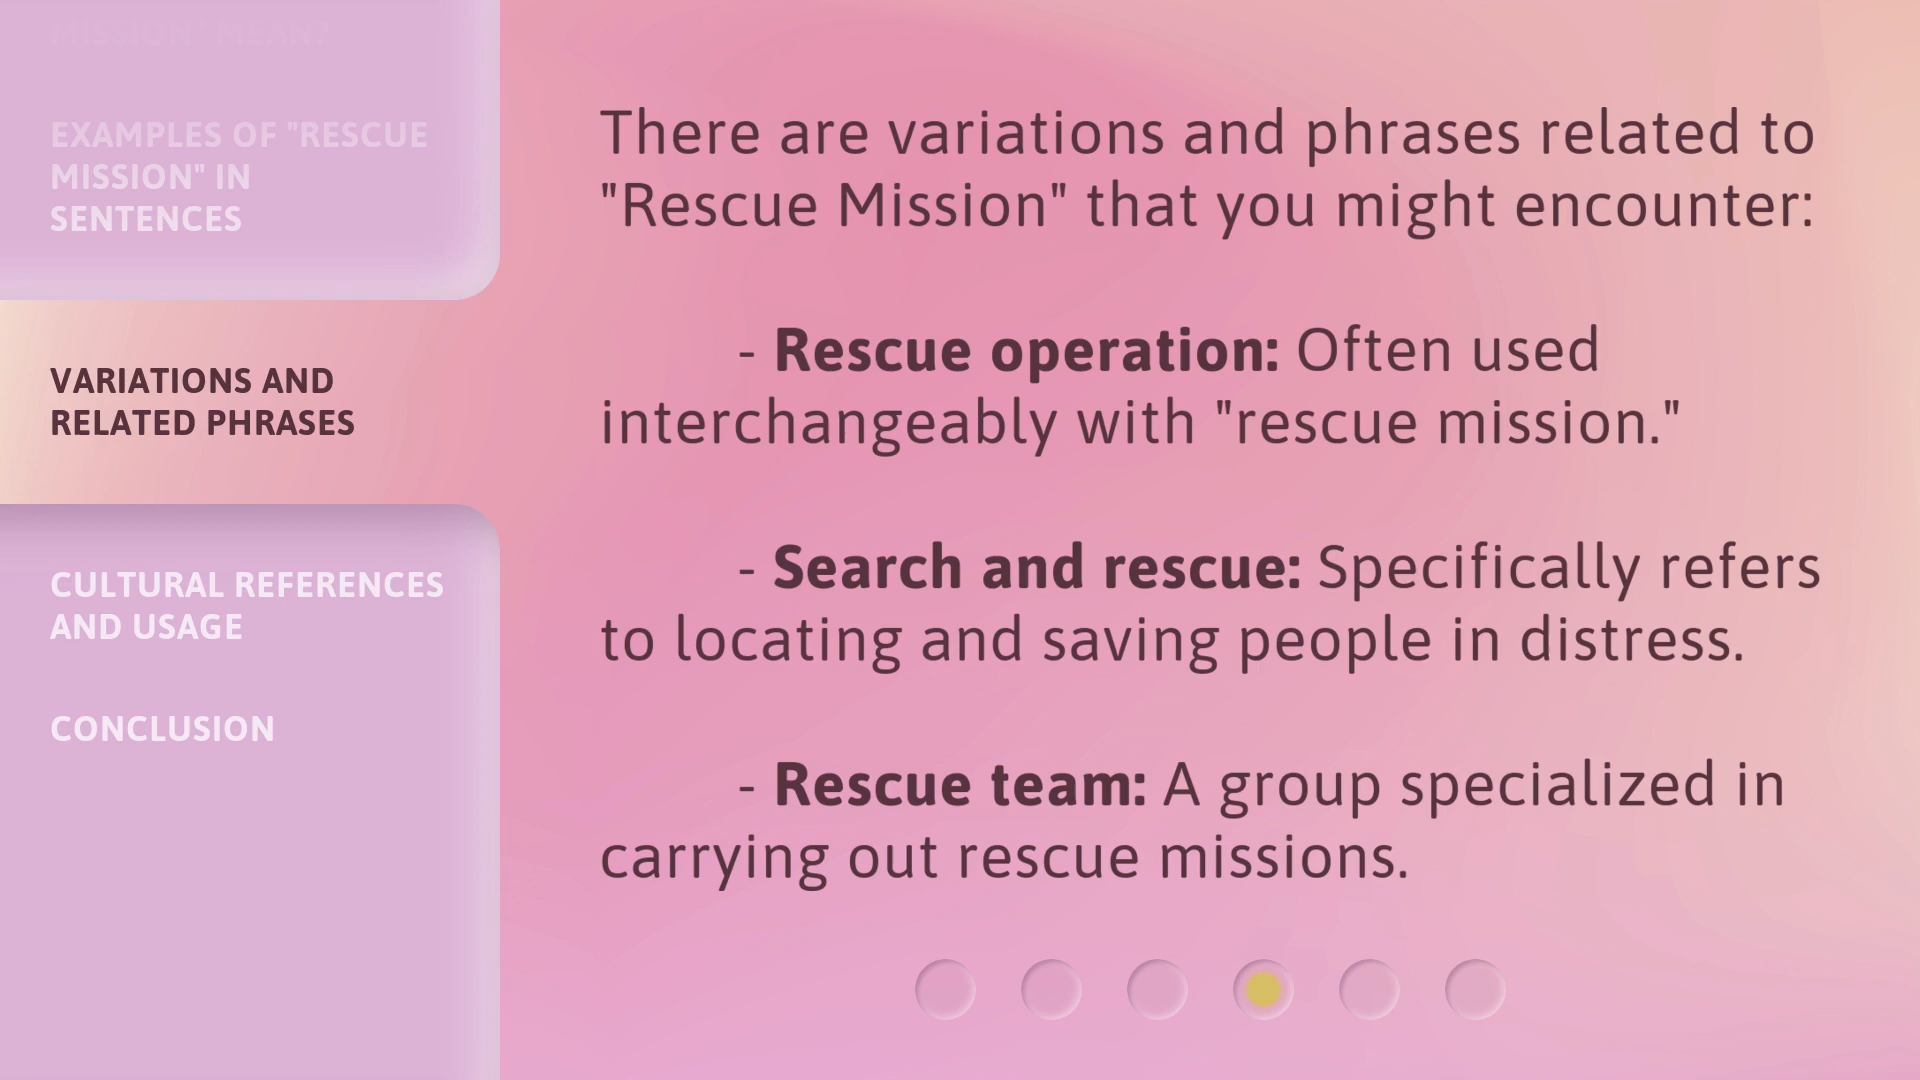 MISSION" MEAN?
EXAMPLES OF "RESCUE
MISSION" IN
SENTENCES
VARIATIONS AND
RELATED PHRASES
CULTURAL REFERENCES
AND USAGE
CONCLUSION
There are variations and phrases related to
"Rescue Mission" that you might encounter:
- Rescue operation: Often used
interchangeably with "rescue mission."
- Search and rescue: Specifically refers
to locating and saving people in distress.
- Rescue team: A group specialized in
carrying out rescue missions.